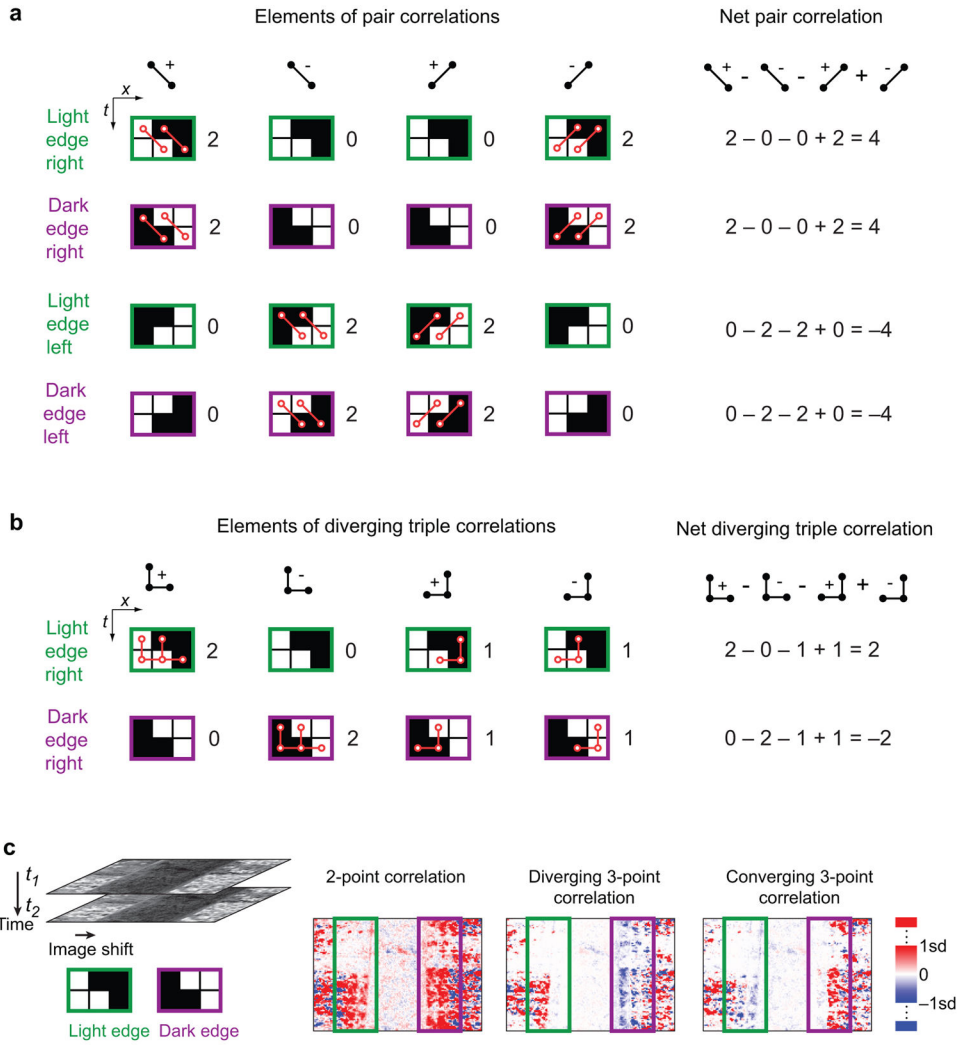 a
Elements of pair correlations
Net pair correlation
+ - + -
+ - - - + + -
x
t
Light
edge
right
2 0 0 2
2 – 0 – 0 + 2 = 4
Dark
edge
right
2 0 0 2
2 – 0 – 0 + 2 = 4
Light
edge
left
0 2 2 0
0 – 2 – 2 + 0 = –4
Dark
edge
left
0 2 2 0
0 – 2 – 2 + 0 = –4
b
Elements of diverging triple correlations
Net diverging triple correlation
+ - + -
+ - - - + + -
x
t
Light
edge
right
2 0 1 1
2 – 0 – 1 + 1 = 2
Dark
edge
right
0 2 1 1
0 – 2 – 1 + 1 = –2
c
t1
t2
Time
Image shift
Light edge
Dark edge
2-point correlation
Diverging 3-point
correlation
Converging 3-point
correlation
1sd
0
–1sd